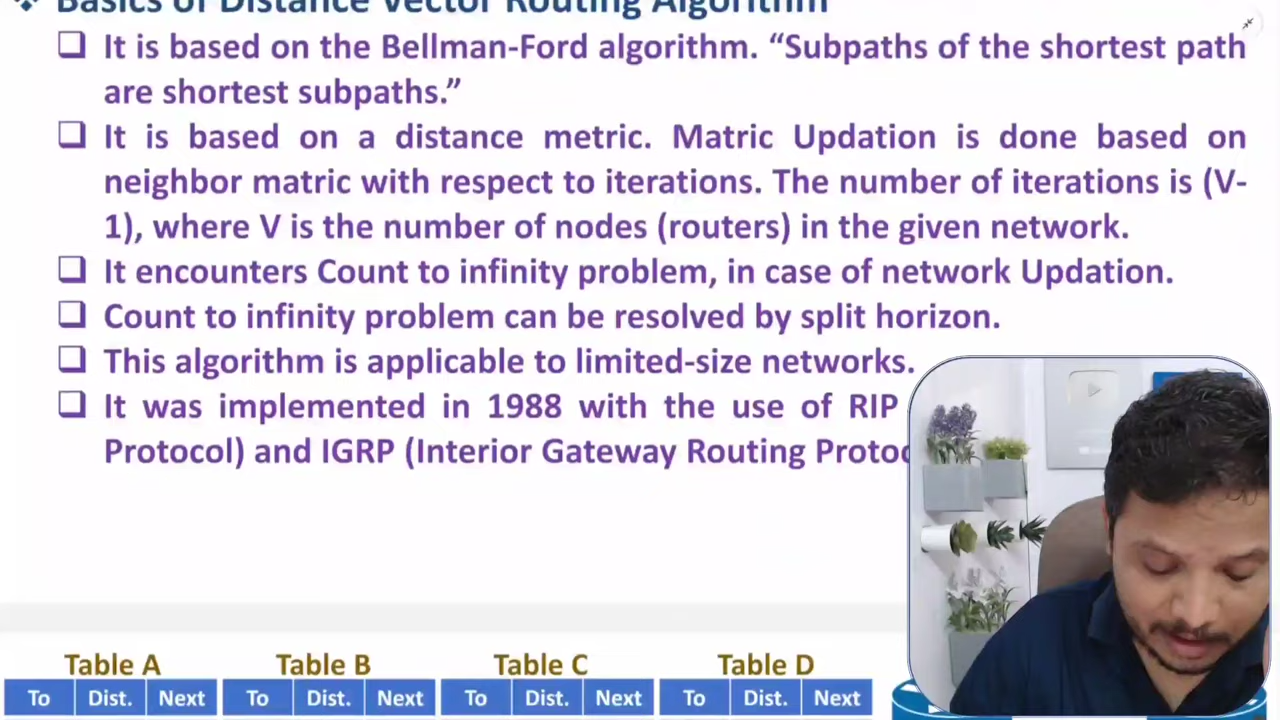 Basics of Distance Vector Routing Algorithm
It is based on the Bellman-Ford algorithm. “Subpaths of the shortest path
are shortest subpaths.”
It is based on a distance metric. Matric Updation is done based on
neighbor matric with respect to iterations. The number of iterations is (V-
1), where V is the number of nodes (routers) in the given network.
It encounters Count to infinity problem, in case of network Updation.
Count to infinity problem can be resolved by split horizon.
This algorithm is applicable to limited-size networks.
It was implemented in 1988 with the use of RIP
Protocol) and IGRP (Interior Gateway Routing
Table A Table B Table C Table D
To Dist. Next To Dist. Next To Dist. Next To Dist. Next